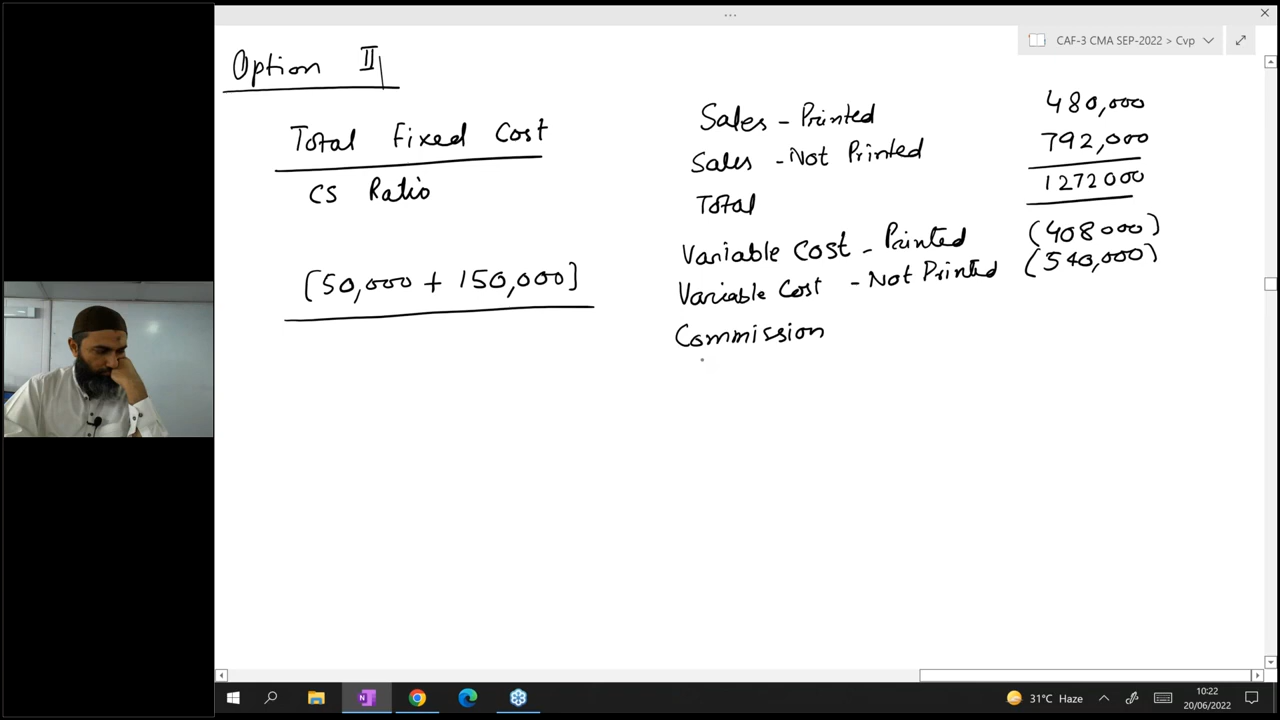 CAF-3 CMA SEP-2022 > Cvp
Option II
Total Fixed Cost
CS Ratio
[50,000 + 150,000]
Sales - Printed 480,000
Sales - Not Printed 792,000
Total 1272000
Variable Cost - Printed (408000)
Variable Cost - Not Printed (540,000)
Commission
31°C Haze
10:22
20/06/2022